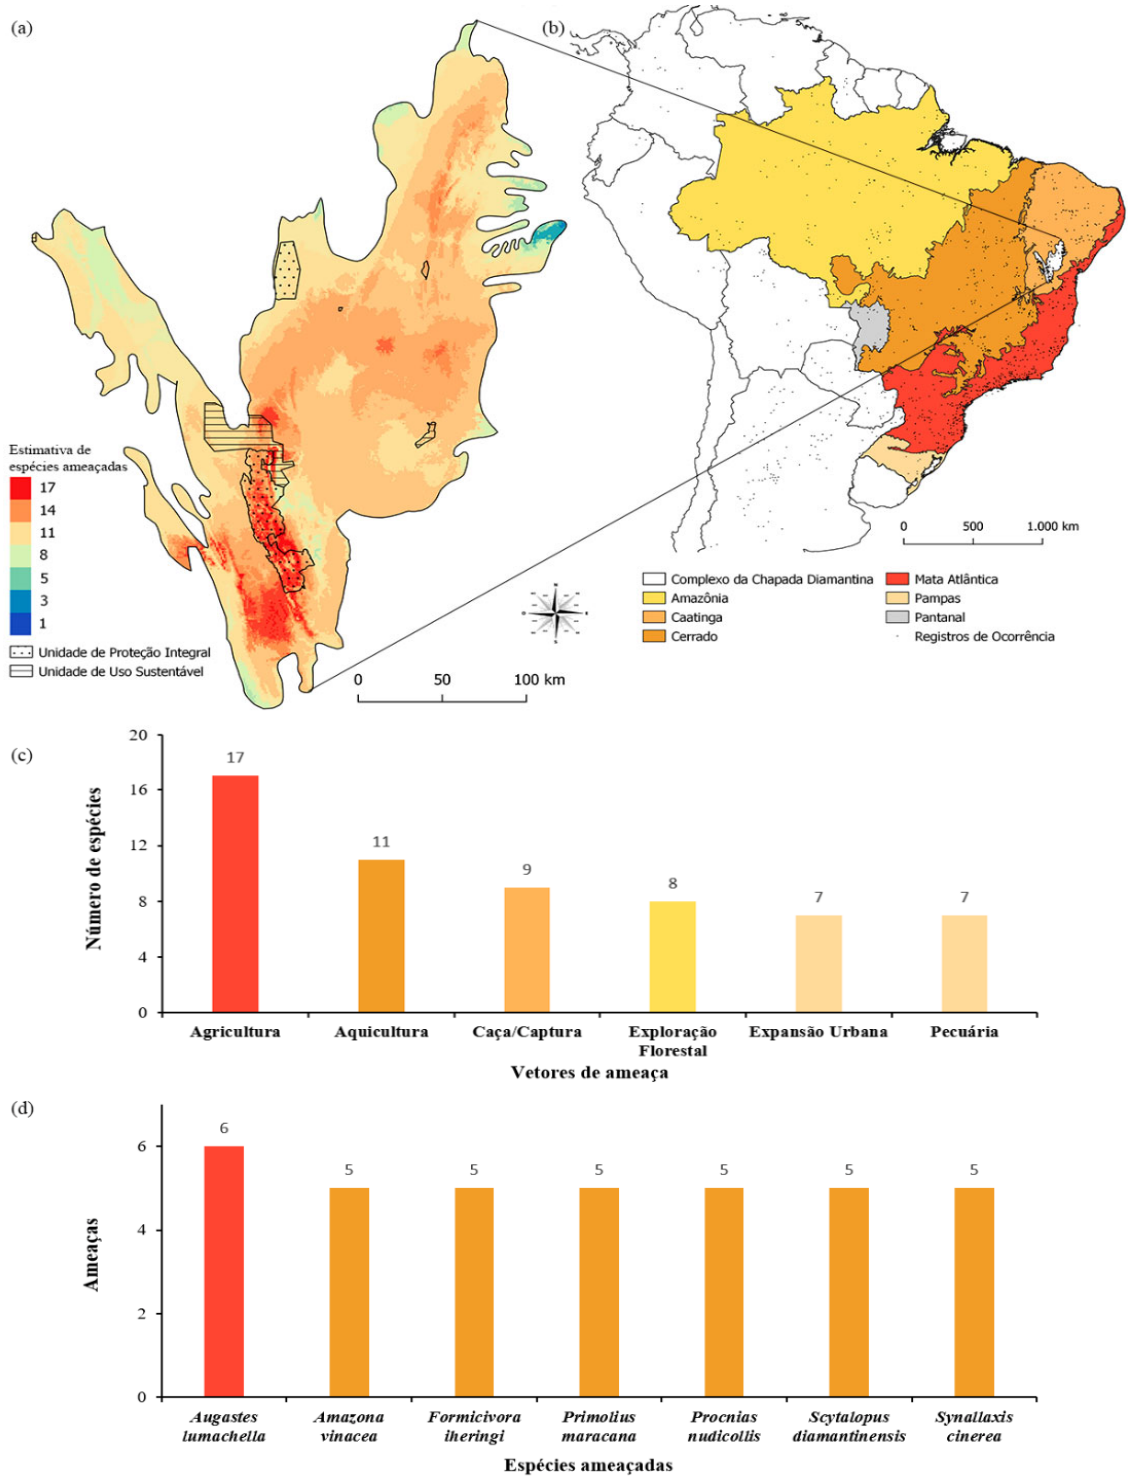 (a)
(b)
Estimativa de
espécies ameaçadas
17
14
11
8
5
3
1
Unidade de Proteção Integral
Unidade de Uso Sustentável
0 50 100 km
0 500 1.000 km
Complexo da Chapada Diamantina
Amazônia
Caatinga
Cerrado
Mata Atlântica
Pampas
Pantanal
Registros de Ocorrência
(c)
Número de espécies
20
16
12
8
4
0
17
11
9
8
7
7
Agricultura
Aquicultura
Caça/Captura
Exploração
Florestal
Expansão Urbana
Pecuária
Vetores de ameaça
(d)
Ameaças
6
4
2
0
6
5
5
5
5
5
5
Augastes
lumachella
Amazona
vinacea
Formicivora
iheringi
Primolius
maracana
Procnias
nudicollis
Scytalopus
diamantinensis
Synallaxis
cinerea
Espécies ameaçadas